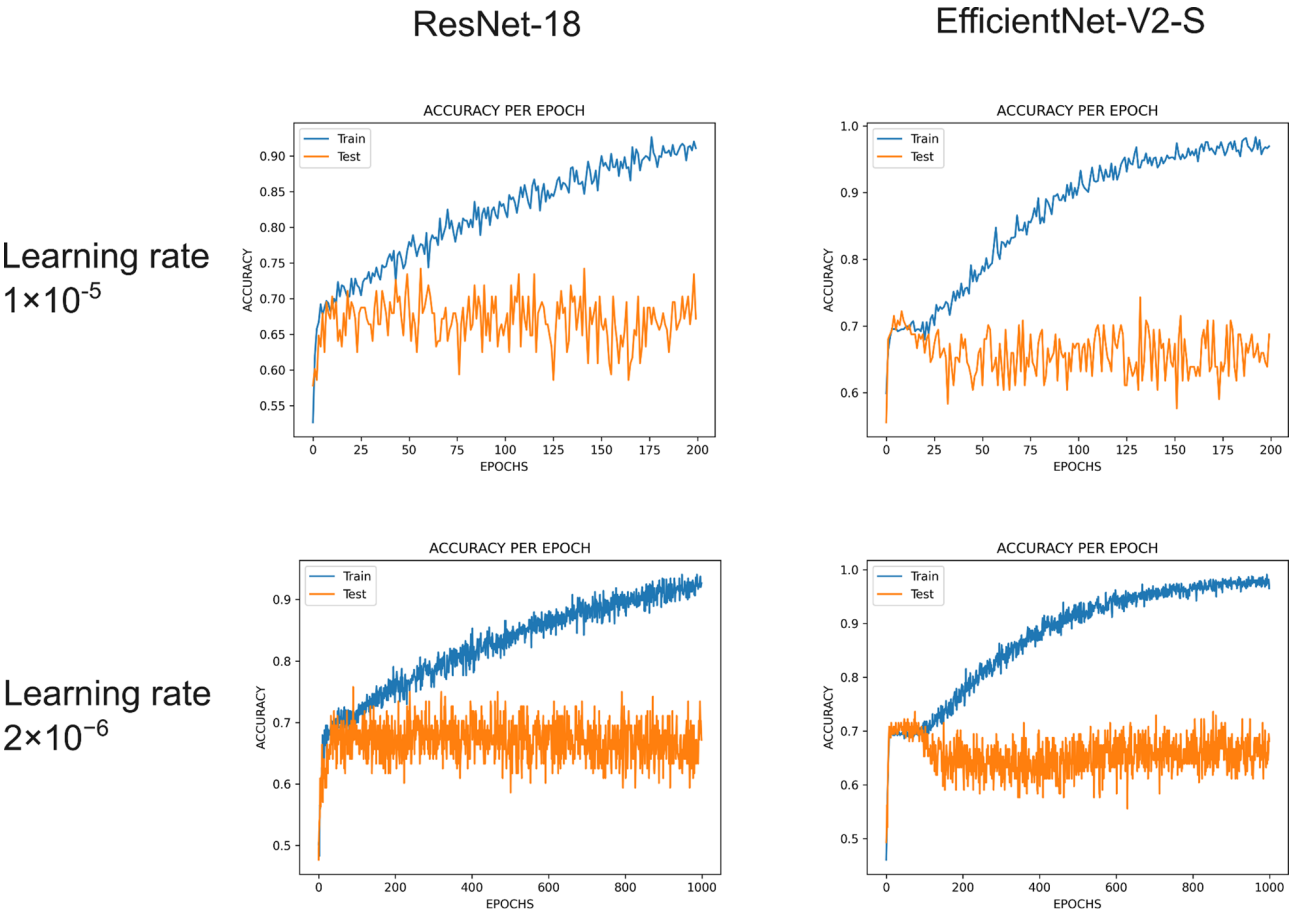 ResNet-18
EfficientNet-V2-S
Learning rate
1×10⁻⁵
ACCURACY PER EPOCH
Train
Test
ACCURACY
0.90
0.85
0.80
0.75
0.70
0.65
0.60
0.55
0 25 50 75 100 125 150 175 200
EPOCHS
ACCURACY PER EPOCH
Train
Test
ACCURACY
1.0
0.9
0.8
0.7
0.6
0 25 50 75 100 125 150 175 200
EPOCHS
Learning rate
2×10⁻⁶
ACCURACY PER EPOCH
Train
Test
ACCURACY
0.9
0.8
0.7
0.6
0.5
0 200 400 600 800 1000
EPOCHS
ACCURACY PER EPOCH
Train
Test
ACCURACY
1.0
0.9
0.8
0.7
0.6
0.5
0 200 400 600 800 1000
EPOCHS